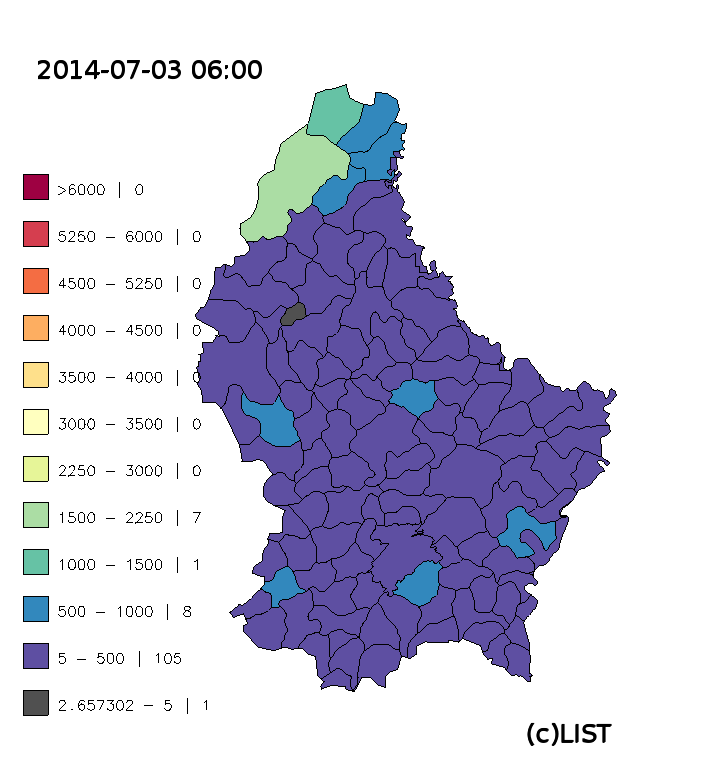 2014-07-03 06:00
>6000 | 0
5250 - 6000 | 0
4500 - 5250 | 0
4000 - 4500 | 0
3500 - 4000 | 0
3000 - 3500 | 0
2250 - 3000 | 0
1500 - 2250 | 7
1000 - 1500 | 1
500 - 1000 | 8
5 - 500 | 105
2.657302 - 5 | 1
(c)LIST